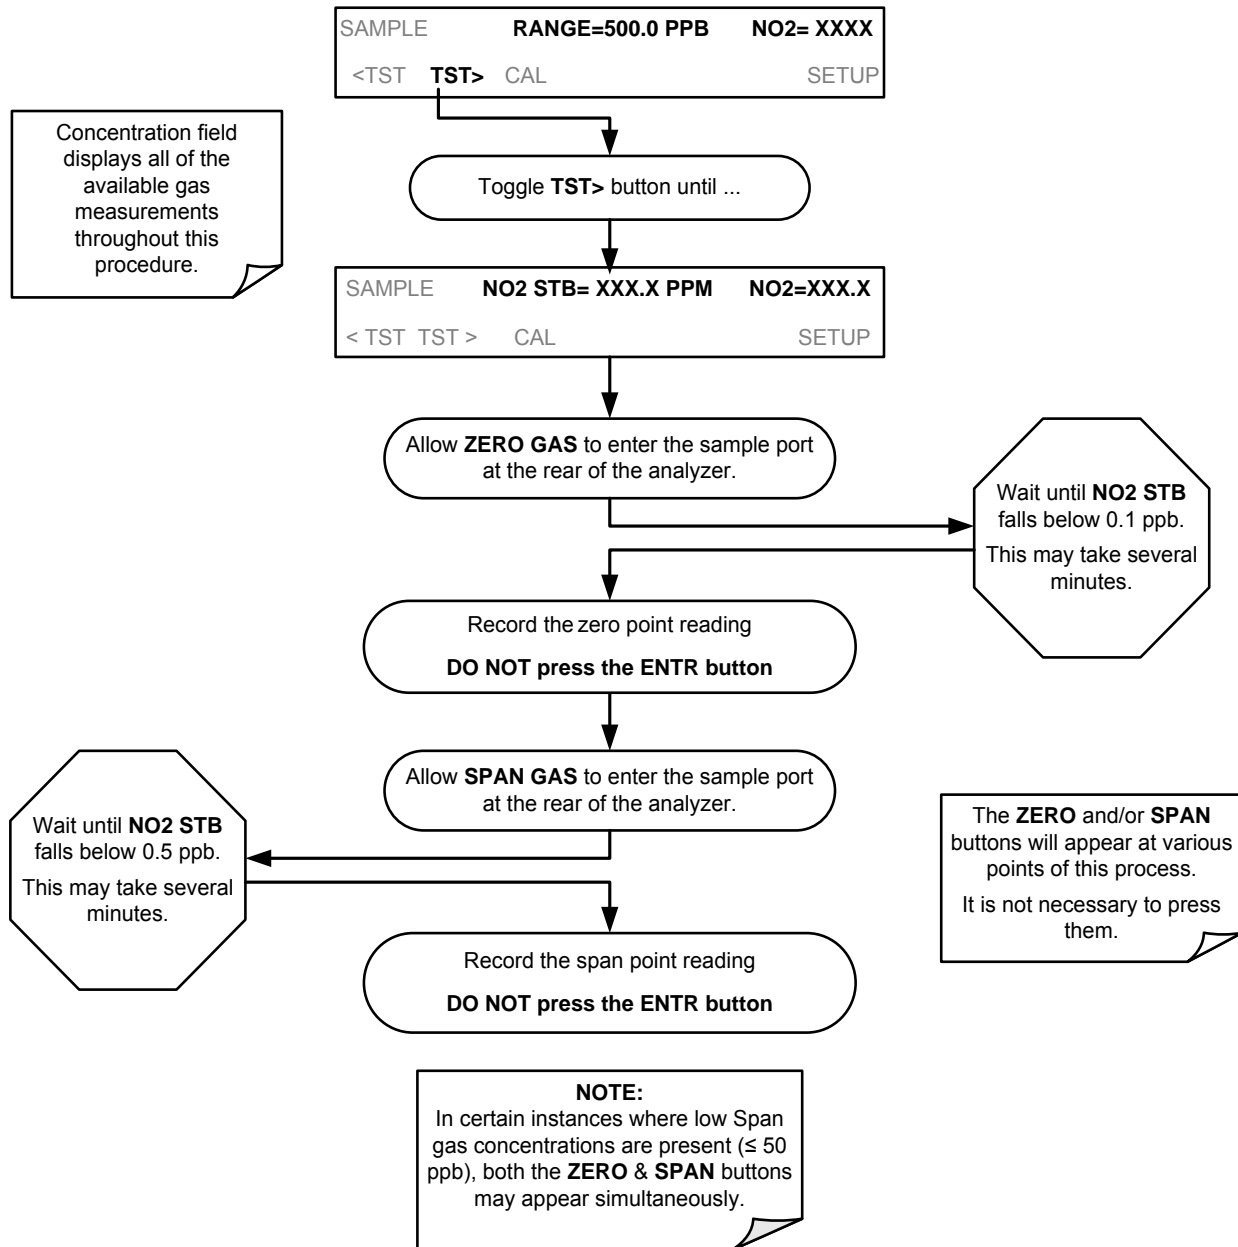 SAMPLE RANGE=500.0 PPB NO2= XXXX
<TST TST> CAL SETUP
Concentration field
displays all of the
available gas
measurements
throughout this
procedure.
Toggle TST> button until ...
SAMPLE NO2 STB= XXX.X PPM NO2=XXX.X
< TST TST > CAL SETUP
Allow ZERO GAS to enter the sample port
at the rear of the analyzer.
Wait until NO2 STB
falls below 0.1 ppb.
This may take several
minutes.
Record the zero point reading
DO NOT press the ENTR button
Allow SPAN GAS to enter the sample port
at the rear of the analyzer.
Wait until NO2 STB
falls below 0.5 ppb.
This may take several
minutes.
The ZERO and/or SPAN
buttons will appear at various
points of this process.
It is not necessary to press
them.
Record the span point reading
DO NOT press the ENTR button
NOTE:
In certain instances where low Span
gas concentrations are present (≤ 50
ppb), both the ZERO & SPAN buttons
may appear simultaneously.